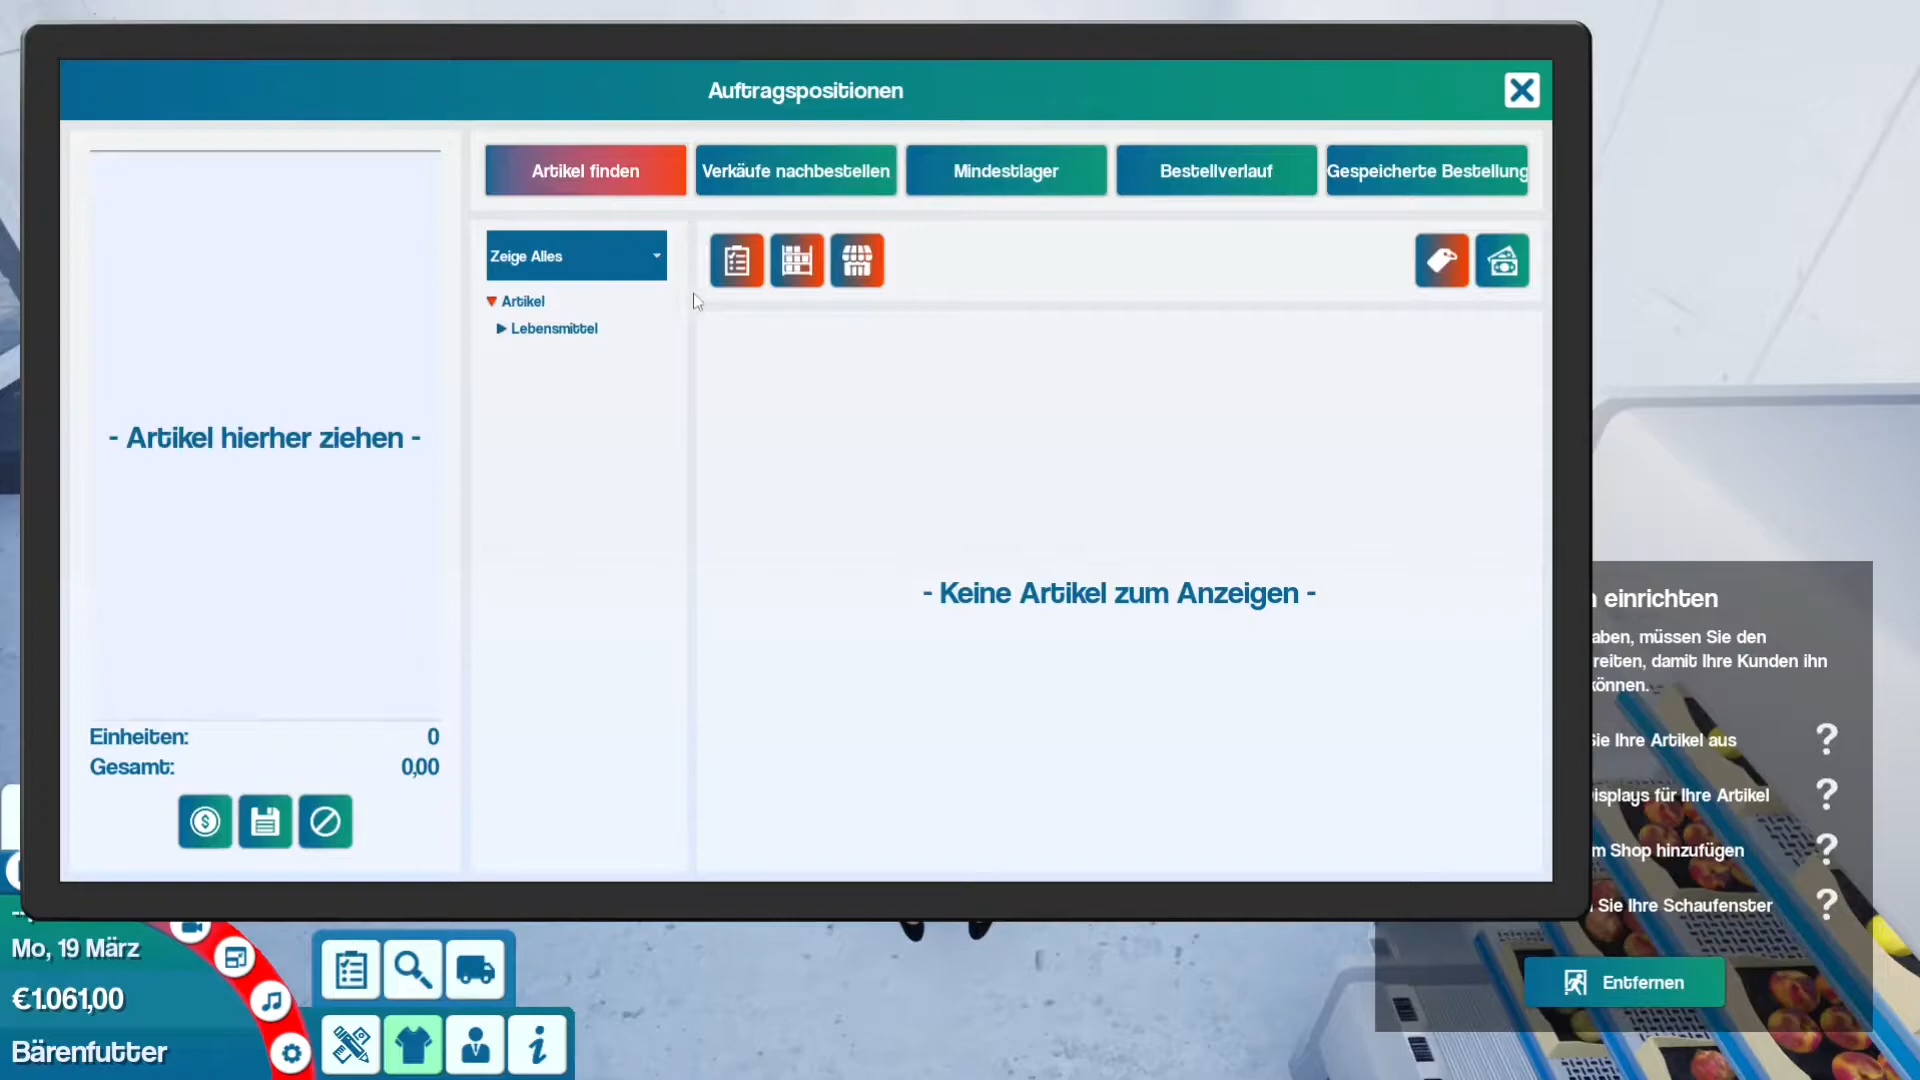 Auftragspositionen
Artikel finden
Verkäufe nachbestellen
Mindestlager
Bestellverlauf
Gespeicherte Bestellung
Zeige Alles
Artikel
Lebensmittel
- Artikel hierher ziehen -
- Keine Artikel zum Anzeigen -
Einheiten: 0
Gesamt: 0,00
einrichten
aben, müssen Sie den
reiten, damit Ihre Kunden ihn
können.
Sie Ihre Artikel aus ?
isplays für Ihre Artikel ?
m Shop hinzufügen ?
Sie Ihre Schaufenster ?
Entfernen
Mo, 19 März
€1.061,00
Bärenfutter